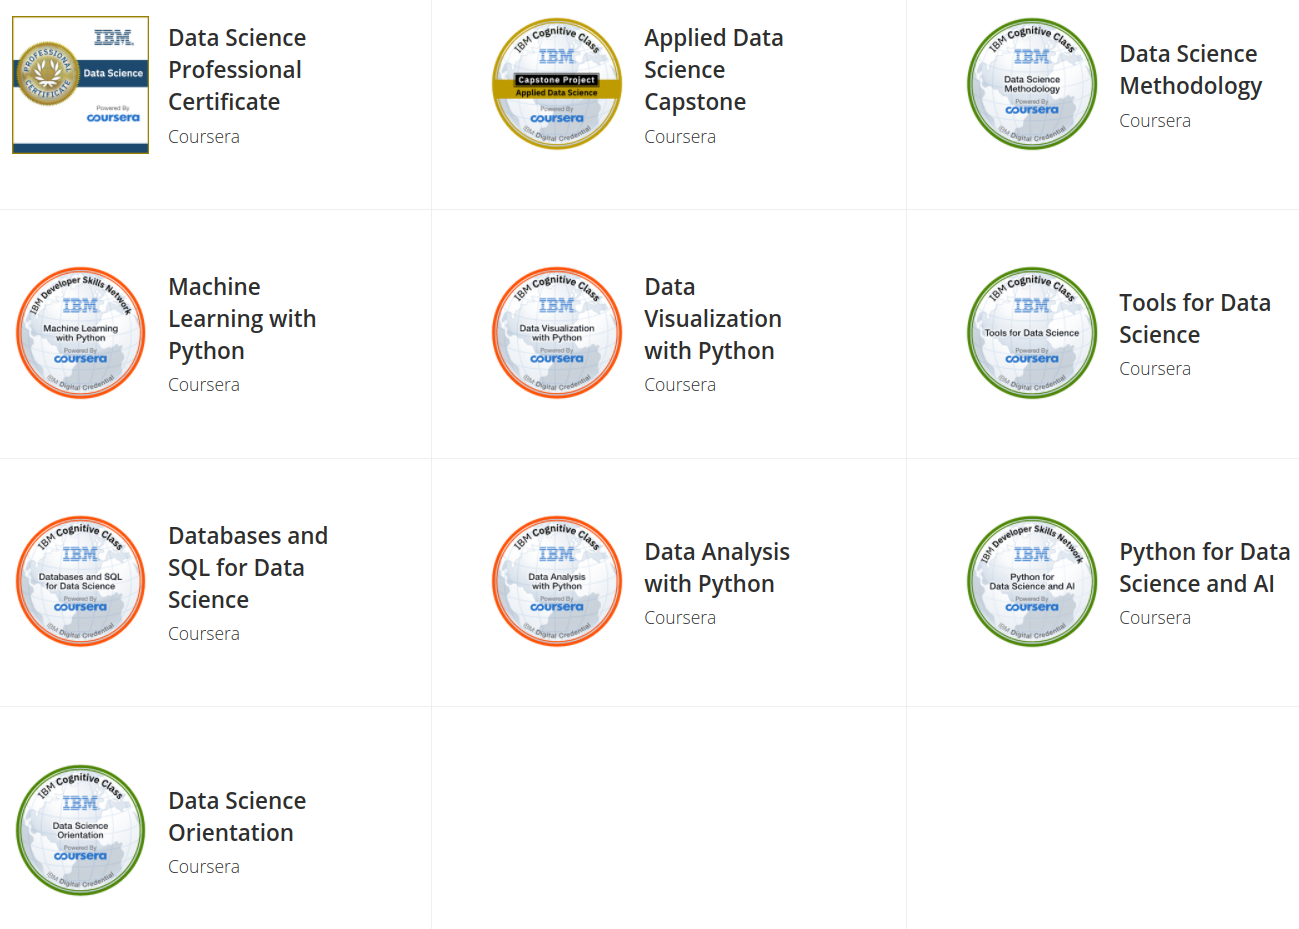 IBM.
PROFESSIONAL
CERTIFICATE
Data Science
Powered By
coursera
Data Science
Professional
Certificate
Coursera
IBM Cognitive Class
IBM
Capstone Project
Applied Data Science
Powered By
coursera
IBM Digital Credential
Applied Data
Science
Capstone
Coursera
IBM Cognitive Class
IBM
Data Science
Methodology
Powered By
coursera
IBM Digital Credential
Data Science
Methodology
Coursera
IBM Developer Skills Network
IBM
Machine Learning
with Python
Powered By
coursera
IBM Digital Credential
Machine
Learning with
Python
Coursera
IBM Cognitive Class
IBM
Data Visualization
with Python
Powered By
coursera
IBM Digital Credential
Data
Visualization
with Python
Coursera
IBM Cognitive Class
IBM
Tools for Data Science
Powered By
coursera
IBM Digital Credential
Tools for Data
Science
Coursera
IBM Cognitive Class
IBM
Databases and SQL
for Data Science
Powered By
coursera
IBM Digital Credential
Databases and
SQL for Data
Science
Coursera
IBM Cognitive Class
IBM
Data Analysis
with Python
Powered By
coursera
IBM Digital Credential
Data Analysis
with Python
Coursera
IBM Developer Skills Network
IBM
Python for
Data Science and AI
Powered By
coursera
IBM Digital Credential
Python for Data
Science and AI
Coursera
IBM Cognitive Class
IBM
Data Science
Orientation
Powered By
coursera
IBM Digital Credential
Data Science
Orientation
Coursera